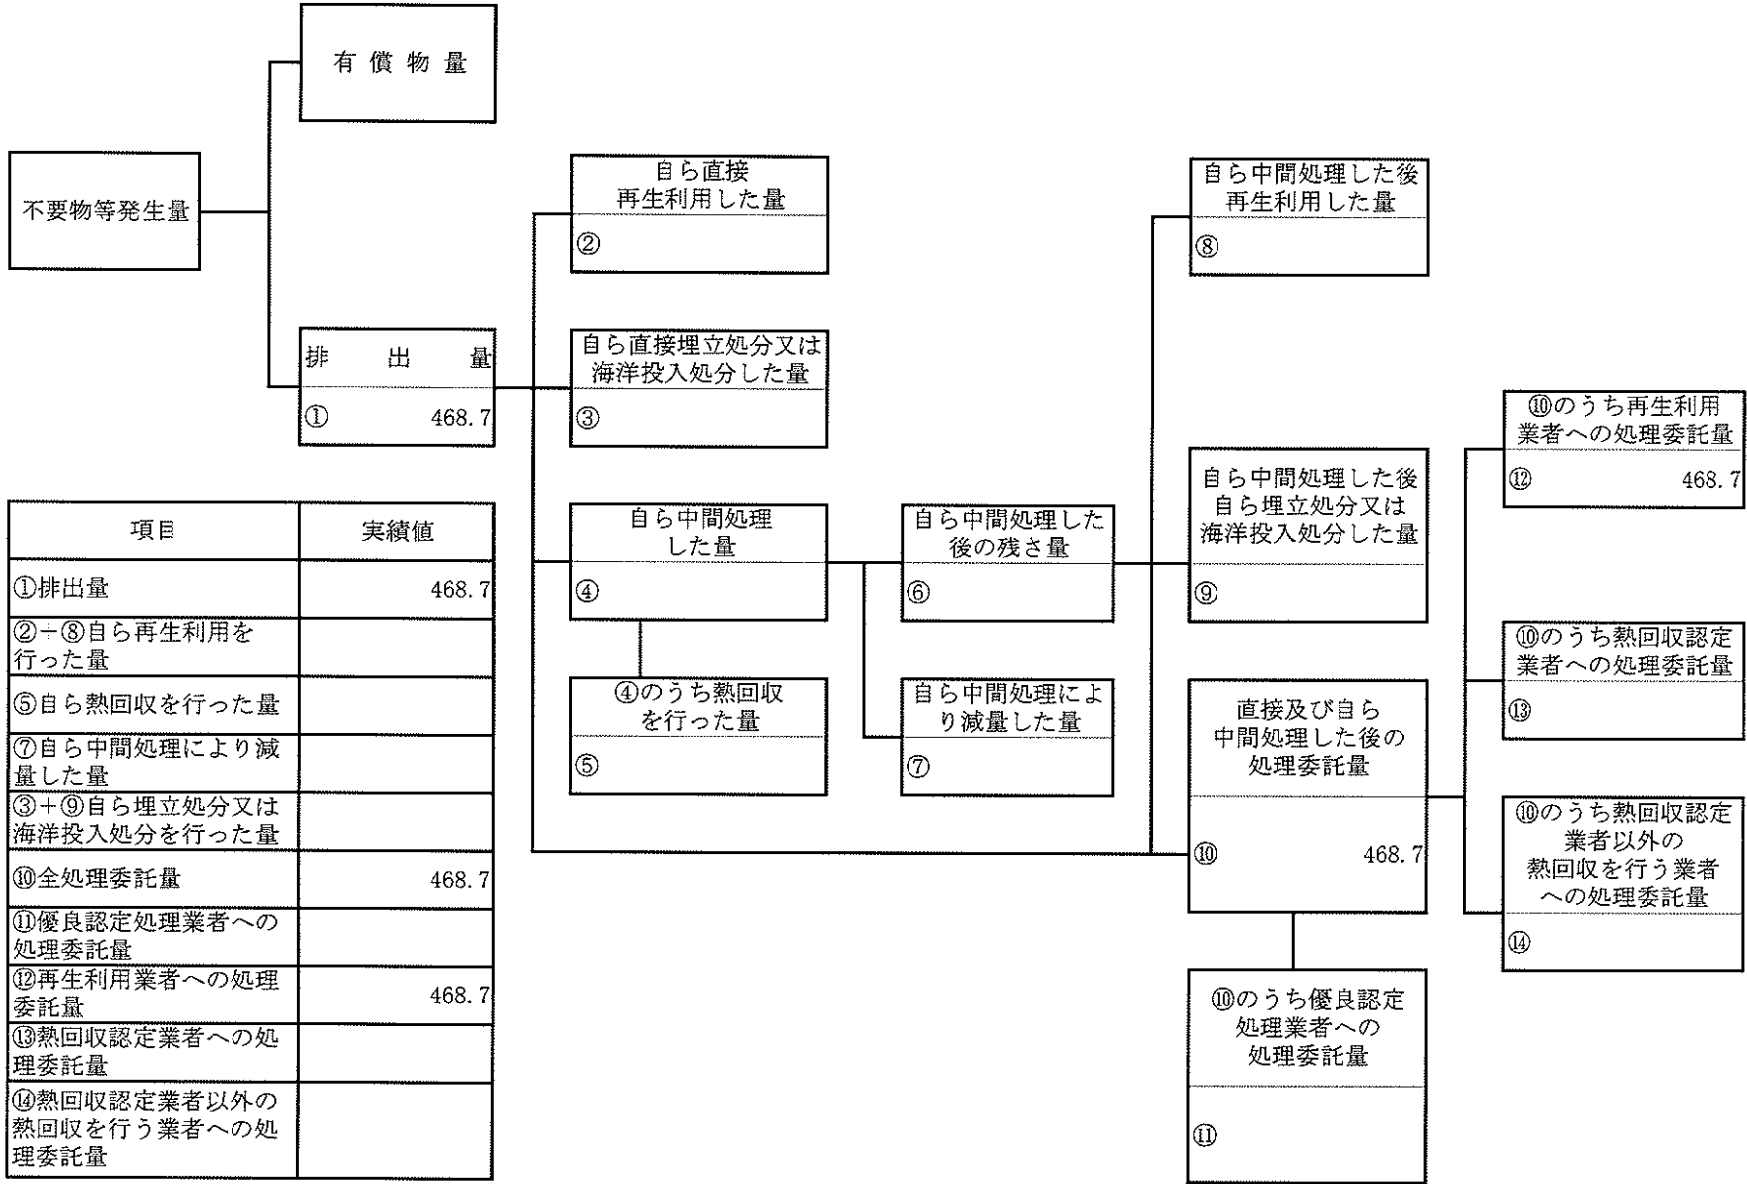 有償物量
不要物等発生量
排出量
① 468.7
自ら直接
再生利用した量
②
自ら直接埋立処分又は
海洋投入処分した量
③
自ら中間処理
した量
④
④のうち熱回収
を行った量
⑤
自ら中間処理した
後の残さ量
⑥
自ら中間処理によ
り減量した量
⑦
自ら中間処理した後
再生利用した量
⑧
自ら中間処理した後
自ら埋立処分又は
海洋投入処分した量
⑨
直接及び自ら
中間処理した後の
処理委託量
⑩ 468.7
⑩のうち優良認定
処理業者への
処理委託量
⑪
⑩のうち再生利用
業者への処理委託量
⑫ 468.7
⑩のうち熱回収認定
業者への処理委託量
⑬
⑩のうち熱回収認定
業者以外の
熱回収を行う業者
への処理委託量
⑭
項目 実績値
①排出量 468.7
②+⑧自ら再生利用を
行った量
⑤自ら熱回収を行った量
⑦自ら中間処理により減
量した量
③+⑨自ら埋立処分又は
海洋投入処分を行った量
⑩全処理委託量 468.7
⑪優良認定処理業者への
処理委託量
⑫再生利用業者への処理
委託量 468.7
⑬熱回収認定業者への処
理委託量
⑭熱回収認定業者以外の
熱回収を行う業者への処
理委託量